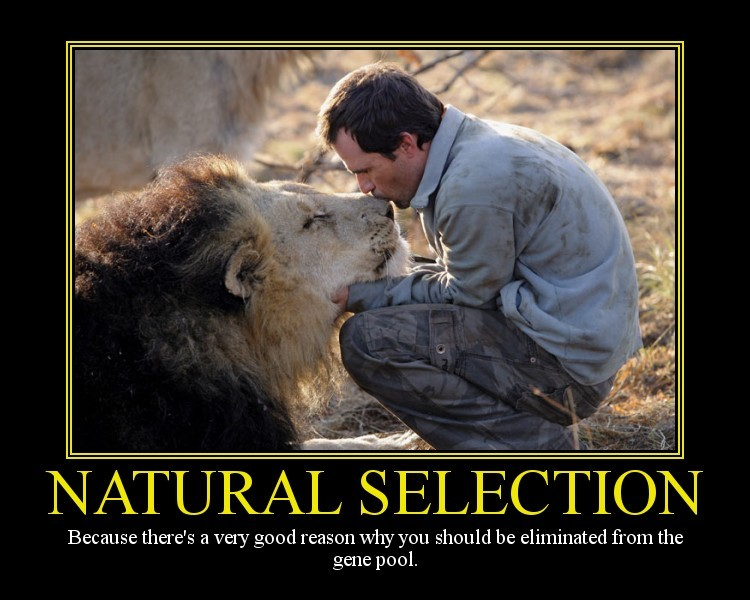 NATURAL SELECTION
Because there's a very good reason why you should be eliminated from the
gene pool.